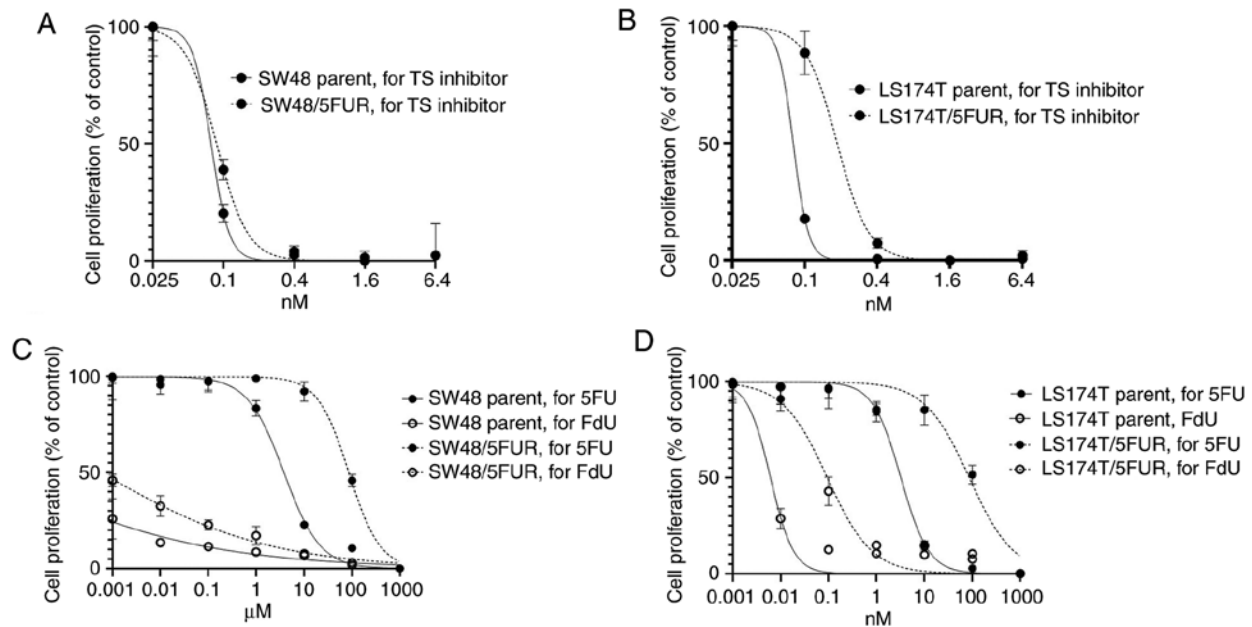 A
Cell proliferation (% of control)
100
50
0
0.025 0.1 0.4 1.6 6.4
nM
SW48 parent, for TS inhibitor
SW48/5FUR, for TS inhibitor
B
Cell proliferation (% of control)
100
50
0
0.025 0.1 0.4 1.6 6.4
nM
LS174T parent, for TS inhibitor
LS174T/5FUR, for TS inhibitor
C
Cell proliferation (% of control)
100
50
0
0.001 0.01 0.1 1 10 100 1000
μM
SW48 parent, for 5FU
SW48 parent, for FdU
SW48/5FUR, for 5FU
SW48/5FUR, for FdU
D
Cell proliferation (% of control)
100
50
0
0.001 0.01 0.1 1 10 100 1000
nM
LS174T parent, for 5FU
LS174T parent, FdU
LS174T/5FUR, for 5FU
LS174T/5FUR, for FdU